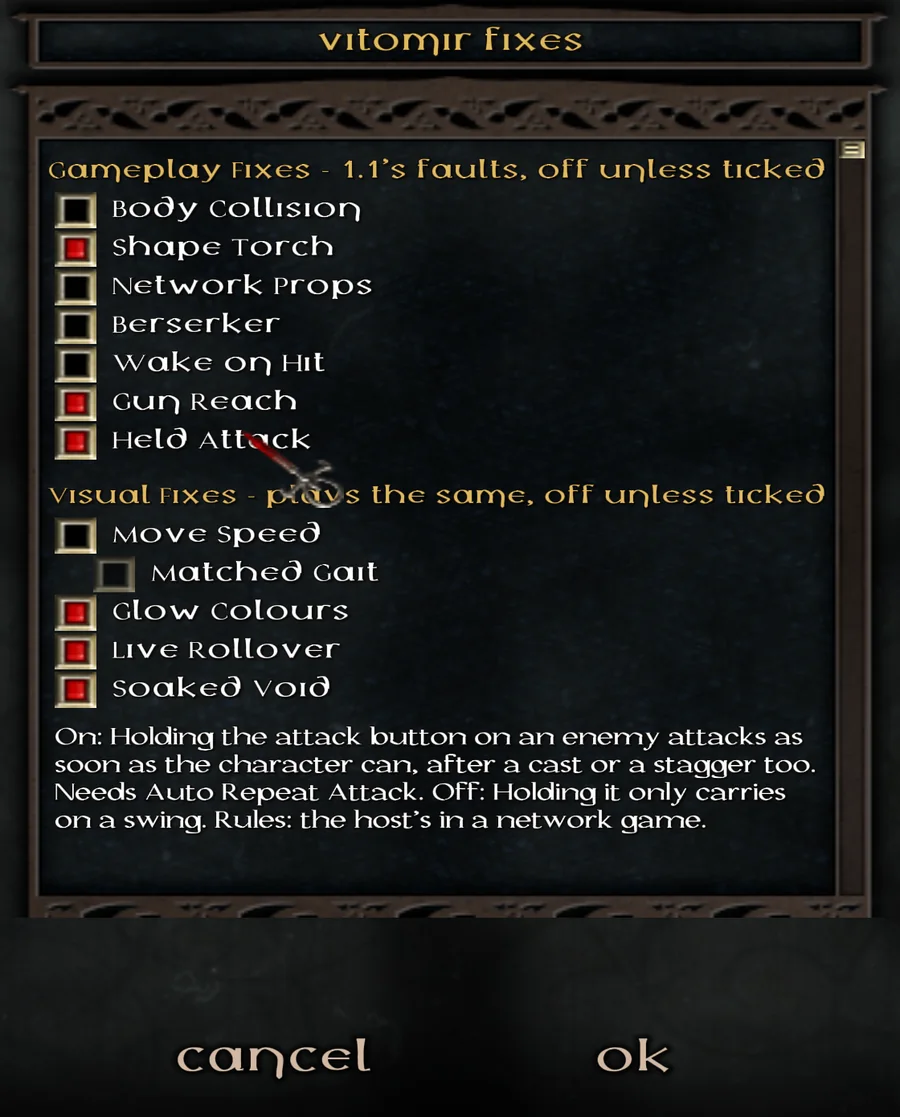 vitomir fixes
Gameplay Fixes - 1.1's faults, off unless ticked
Body Collision
Shape Torch
Network Props
Berserker
Wake on Hit
Gun Reach
Held Attack
Visual Fixes - plays the same, off unless ticked
Move Speed
Matched Gait
Glow Colours
Live Rollover
Soaked Void
On: Holding the attack button on an enemy attacks as
soon as the character can, after a cast or a stagger too.
Needs Auto Repeat Attack. Off: Holding it only carries
on a swing. Rules: the host's in a network game.
cancel
ok